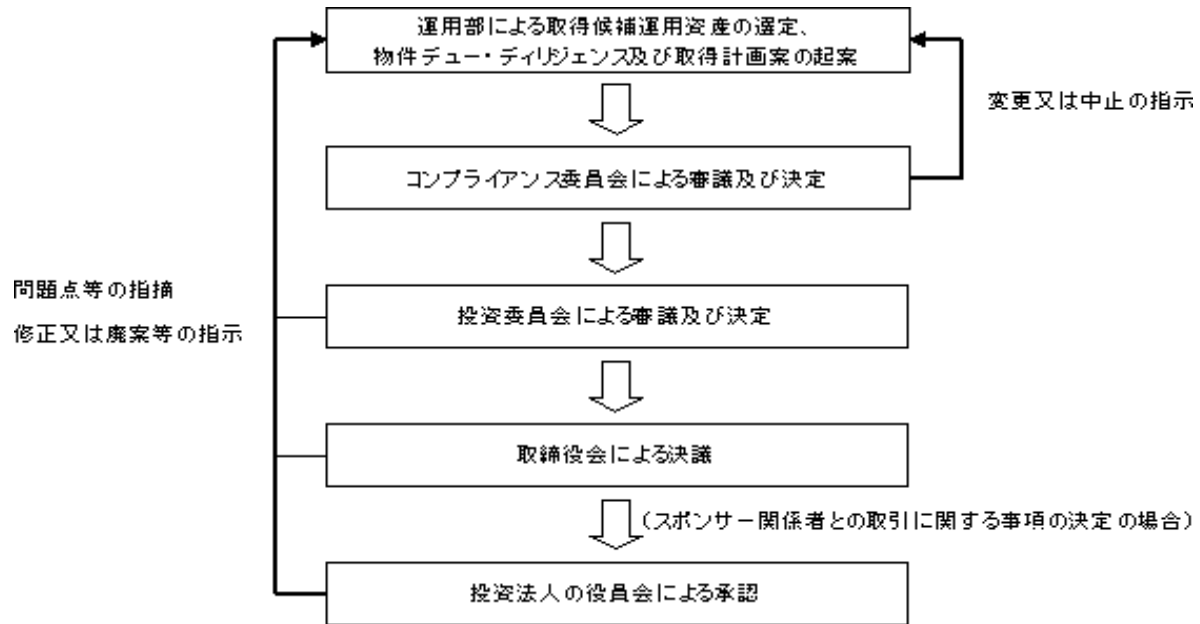 運用部による取得候補運用資産の選定、
物件デュー・ディリジェンス及び取得計画案の起案
変更又は中止の指示
コンプライアンス委員会による審議及び決定
問題点等の指摘
修正又は廃案等の指示
投資委員会による審議及び決定
取締役会による決議
(スポンサー関係者との取引に関する事項の決定の場合)
投資法人の役員会による承認